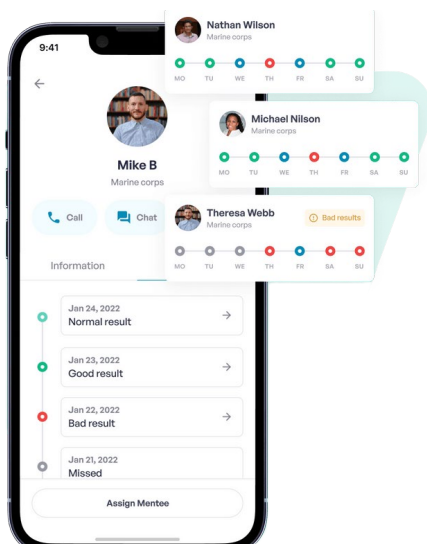 9:41
Mike B
Marine corps
Call
Chat
Information
Jan 24, 2022
Normal result
Jan 23, 2022
Good result
Jan 22, 2022
Bad result
Jan 21, 2022
Missed
Assign Mentee
Nathan Wilson
Marine corps
MO TU WE TH FR SA SU
Michael Nilson
Marine corps
MO TU WE TH FR SA SU
Theresa Webb
Marine corps
Bad results
MO TU WE TH FR SA SU